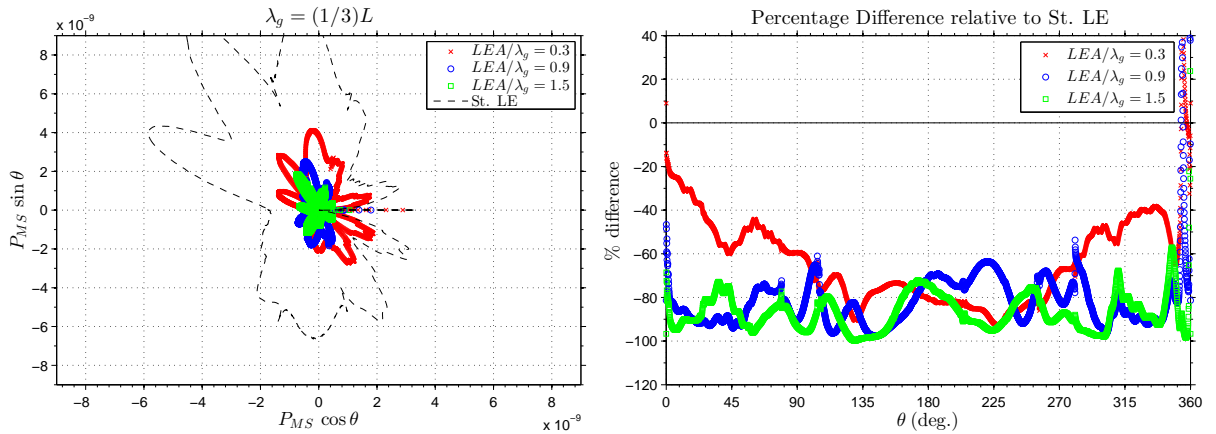 λ_g = (1/3)L
x 10^-9
8
6
4
2
0
−2
−4
−6
−8
P_MS sin θ
LEA/λ_g = 0.3
LEA/λ_g = 0.9
LEA/λ_g = 1.5
St. LE
−8 −6 −4 −2 0 2 4 6 8
P_MS cos θ
x 10^-9
Percentage Difference relative to St. LE
40
20
0
−20
−40
−60
−80
−100
−120
% difference
LEA/λ_g = 0.3
LEA/λ_g = 0.9
LEA/λ_g = 1.5
0 45 90 135 180 225 270 315 360
θ (deg.)